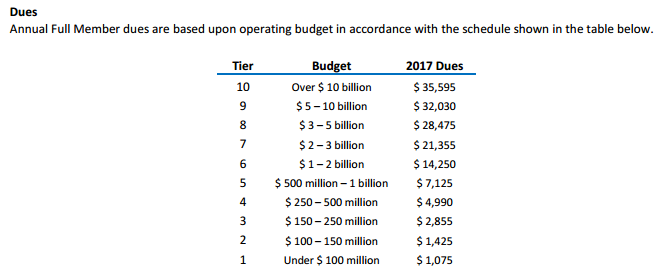 Dues
Annual Full Member dues are based upon operating budget in accordance with the schedule shown in the table below.
Tier Budget 2017 Dues
10 Over $ 10 billion $ 35,595
9 $ 5 – 10 billion $ 32,030
8 $ 3 – 5 billion $ 28,475
7 $ 2 – 3 billion $ 21,355
6 $ 1 – 2 billion $ 14,250
5 $ 500 million – 1 billion $ 7,125
4 $ 250 – 500 million $ 4,990
3 $ 150 – 250 million $ 2,855
2 $ 100 – 150 million $ 1,425
1 Under $ 100 million $ 1,075